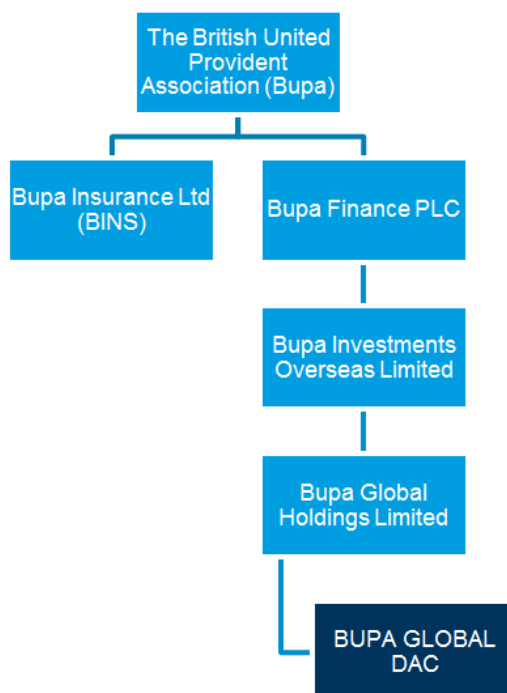 The British United
Provident
Association (Bupa)
Bupa Insurance Ltd
(BINS)
Bupa Finance PLC
Bupa Investments
Overseas Limited
Bupa Global
Holdings Limited
BUPA GLOBAL
DAC